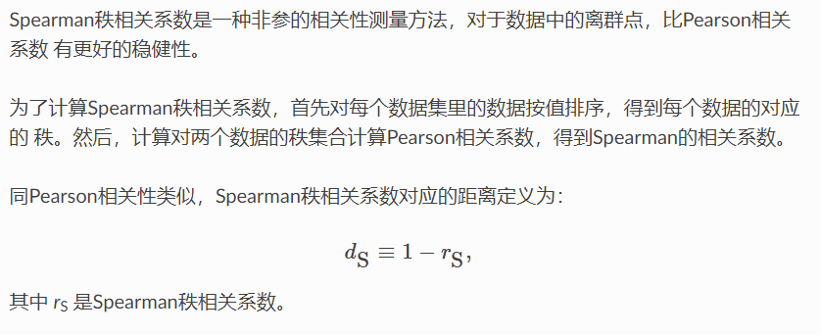 Spearman秩相关系数是一种非参的相关性测量方法，对于数据中的离群点，比Pearson相关
系数 有更好的稳健性。
为了计算Spearman秩相关系数，首先对每个数据集里的数据按值排序，得到每个数据的对应
的 秩。然后，计算对两个数据的秩集合计算Pearson相关系数，得到Spearman的相关系数。
同Pearson相关性类似，Spearman秩相关系数对应的距离定义为：
d_S ≡ 1 − r_S,
其中 r_S 是Spearman秩相关系数。